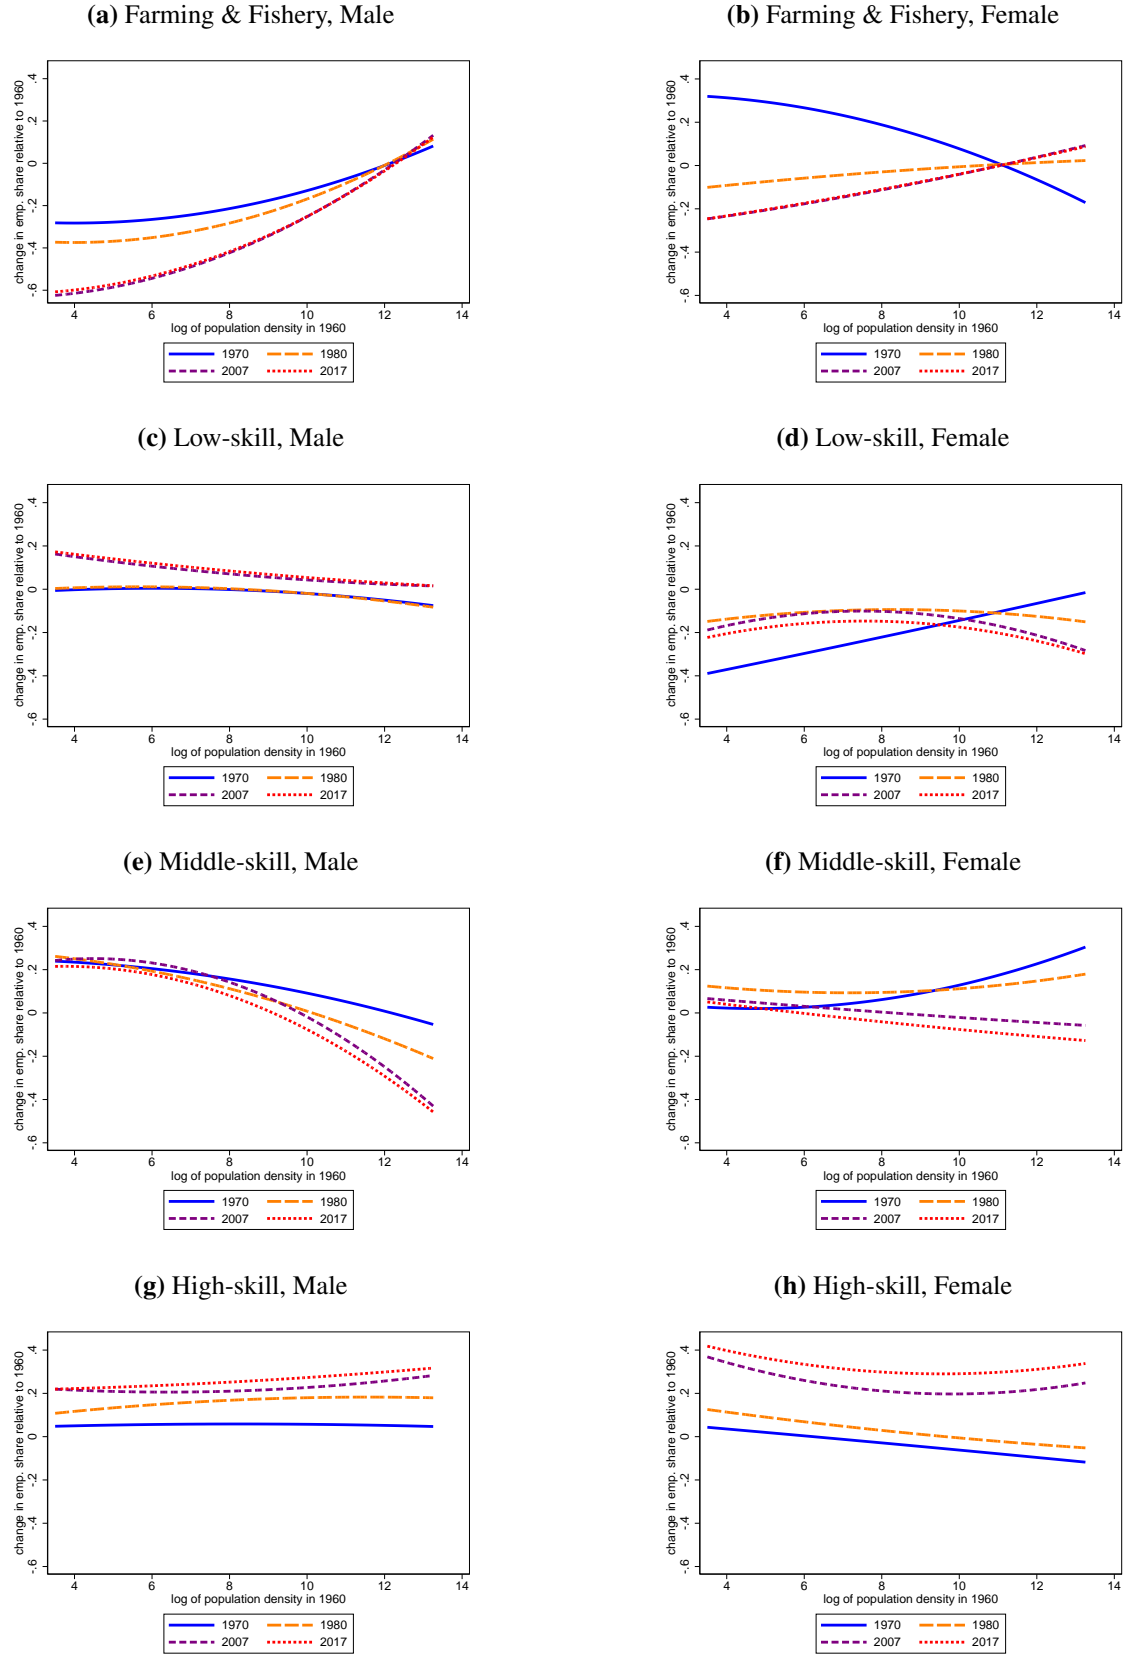 (a) Farming & Fishery, Male
change in emp. share relative to 1960
.4
.2
0
-.2
-.4
-.6
4 6 8 10 12 14
log of population density in 1960
1970 1980
2007 2017
(b) Farming & Fishery, Female
change in emp. share relative to 1960
.4
.2
0
-.2
-.4
-.6
4 6 8 10 12 14
log of population density in 1960
1970 1980
2007 2017
(c) Low-skill, Male
change in emp. share relative to 1960
.4
.2
0
-.2
-.4
-.6
4 6 8 10 12 14
log of population density in 1960
1970 1980
2007 2017
(d) Low-skill, Female
change in emp. share relative to 1960
.4
.2
0
-.2
-.4
-.6
4 6 8 10 12 14
log of population density in 1960
1970 1980
2007 2017
(e) Middle-skill, Male
change in emp. share relative to 1960
.4
.2
0
-.2
-.4
-.6
4 6 8 10 12 14
log of population density in 1960
1970 1980
2007 2017
(f) Middle-skill, Female
change in emp. share relative to 1960
.4
.2
0
-.2
-.4
-.6
4 6 8 10 12 14
log of population density in 1960
1970 1980
2007 2017
(g) High-skill, Male
change in emp. share relative to 1960
.4
.2
0
-.2
-.4
-.6
4 6 8 10 12 14
log of population density in 1960
1970 1980
2007 2017
(h) High-skill, Female
change in emp. share relative to 1960
.4
.2
0
-.2
-.4
-.6
4 6 8 10 12 14
log of population density in 1960
1970 1980
2007 2017